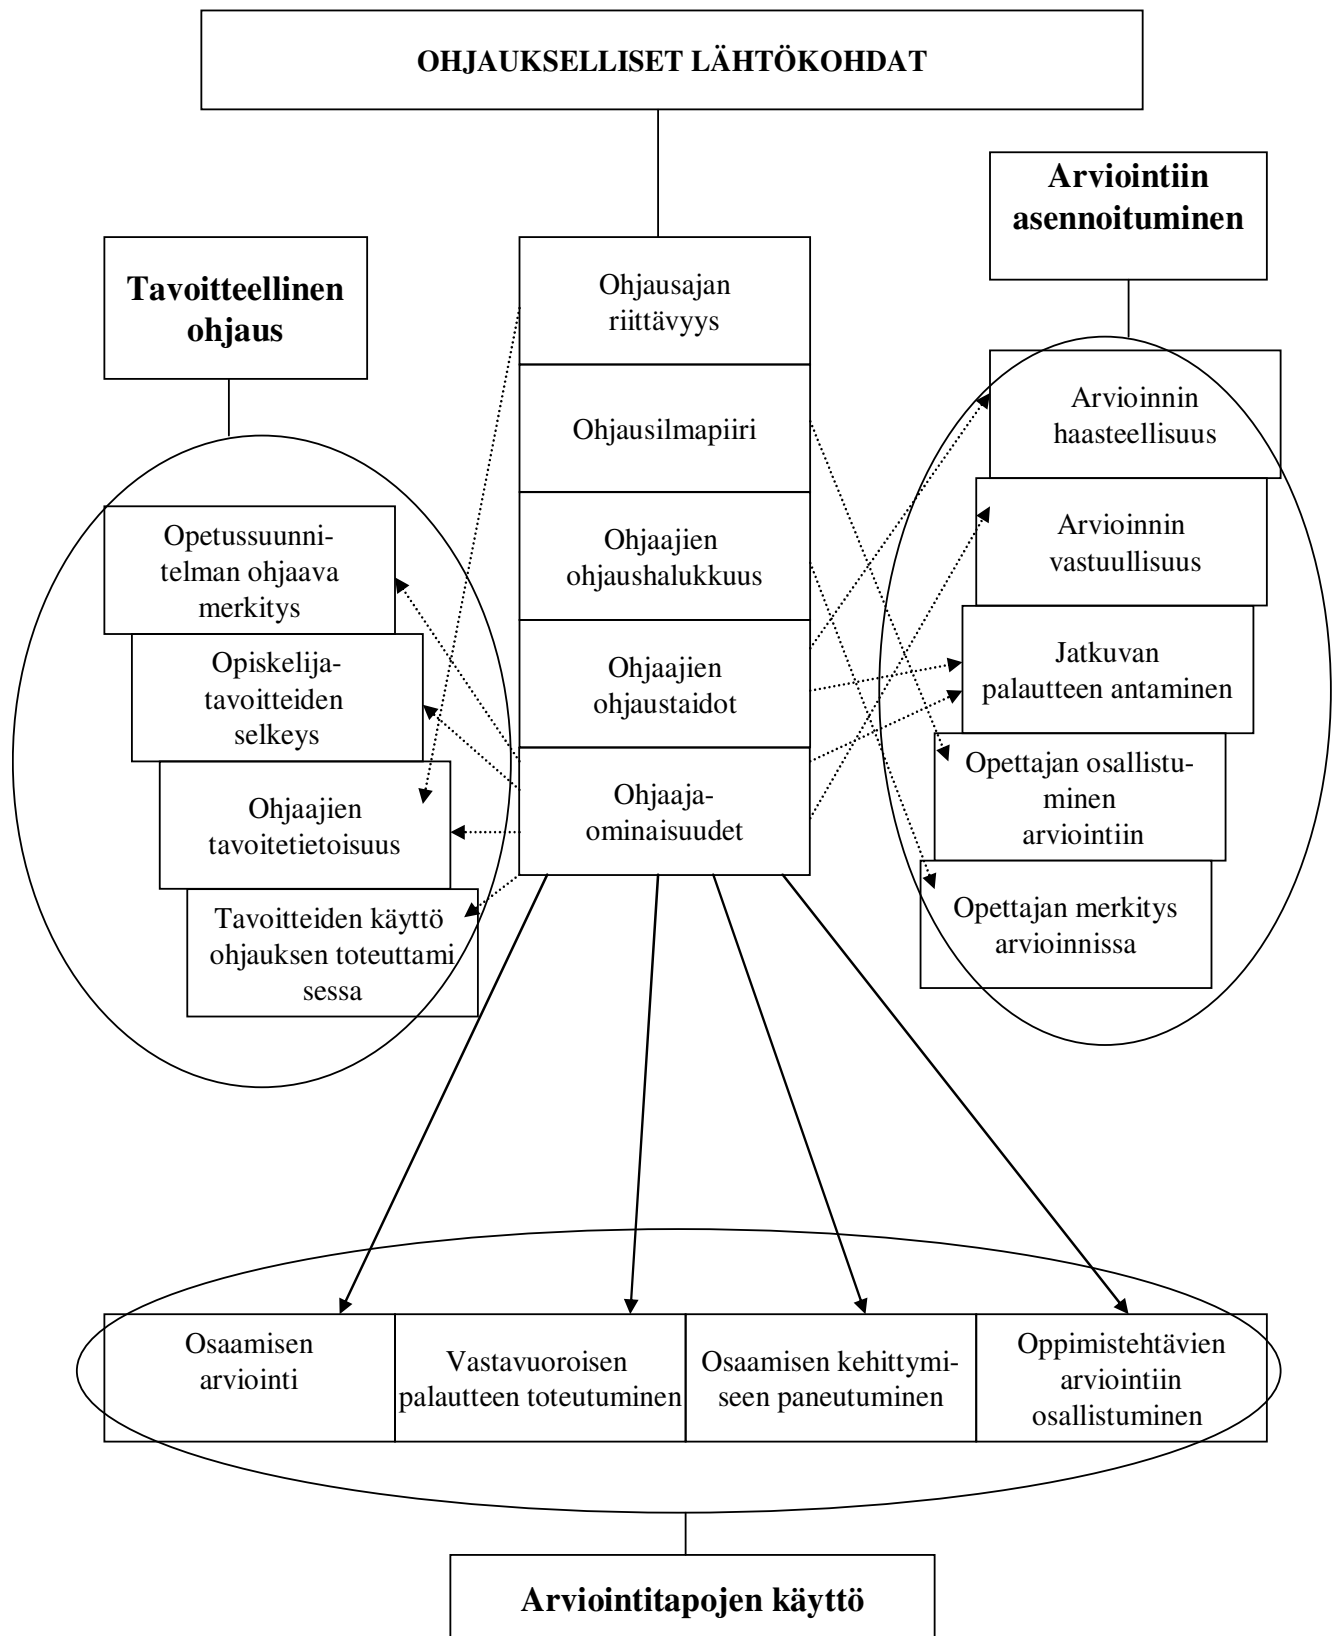 OHJAUKSELLISET LÄHTÖKOHDAT
Arviointiin
asennoituminen
Tavoitteellinen
ohjaus
Ohjausajan
riittävyys
Ohjausilmapiiri
Ohjaajien
ohjaushalukkuus
Ohjaajien
ohjaustaidot
Ohjaaja-
ominaisuudet
Opetussuunni-
telman ohjaava
merkitys
Opiskelija-
tavoitteiden
selkeys
Ohjaajien
tavoitetietoisuus
Tavoitteiden käyttö
ohjauksen toteuttami
sessa
Arvioinnin
haasteellisuus
Arvioinnin
vastuullisuus
Jatkuvan
palautteen antaminen
Opettajan osallistu-
minen
arviointiin
Opettajan merkitys
arvioinnissa
Osaamisen
arviointi
Vastavuoroisen
palautteen toteutuminen
Osaamisen kehittymi-
seen paneutuminen
Oppimistehtävien
arviointiin
osallistuminen
Arviointitapojen käyttö